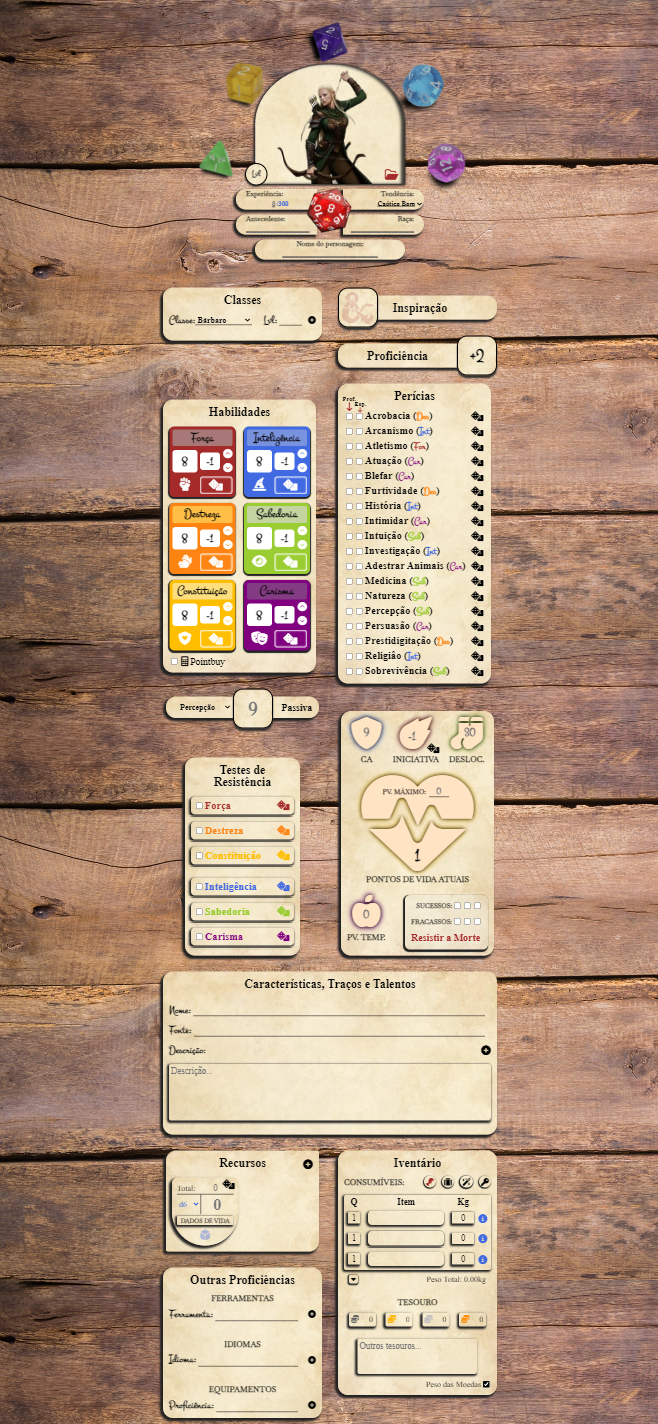 Lvl
Experiência:
0 /300
Tendência:
Caótico Bom
Antecedente:
Raça:
Nome do personagem:
Classes
Classe: Bárbaro
Lvl:
Inspiração
Proficiência
+2
Habilidades
Força
8 -1
Inteligência
8 -1
Destreza
8 -1
Sabedoria
8 -1
Constituição
8 -1
Carisma
8 -1
Pointbuy
Perícias
Prof.
Esp.
Acrobacia (Des)
Arcanismo (Int)
Atletismo (For)
Atuação (Car)
Blefar (Car)
Furtividade (Des)
História (Int)
Intimidar (Car)
Intuição (Sab)
Investigação (Int)
Adestrar Animais (Car)
Medicina (Sab)
Natureza (Sab)
Percepção (Sab)
Persuasão (Car)
Prestidigitação (Des)
Religião (Int)
Sobrevivência (Sab)
Percepção
9
Passiva
Testes de
Resistência
Força
Destreza
Constituição
Inteligência
Sabedoria
Carisma
9
CA
-1
INICIATIVA
30
DESLOC.
PV. MÁXIMO: 0
1
PONTOS DE VIDA ATUAIS
0
PV. TEMP.
SUCESSOS:
FRACASSOS:
Resistir a Morte
Características, Traços e Talentos
Nome:
Fonte:
Descrição:
Descrição...
Recursos
Total: 0
d6
0
DADOS DE VIDA
Outras Proficiências
FERRAMENTAS
Ferramenta:
IDIOMAS
Idioma:
EQUIPAMENTOS
Proficiência:
Iventário
CONSUMÍVEIS:
Q Item Kg
1 0
1 0
1 0
Peso Total: 0.00kg
TESOURO
0 0 0 0
Outros tesouros...
Peso das Moedas